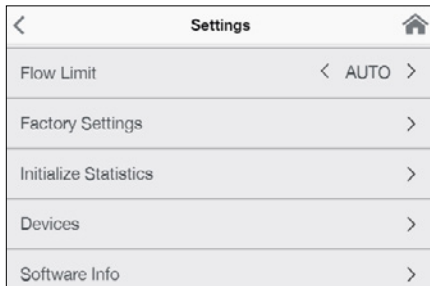 Settings
Flow Limit < AUTO >
Factory Settings >
Initialize Statistics >
Devices >
Software Info >